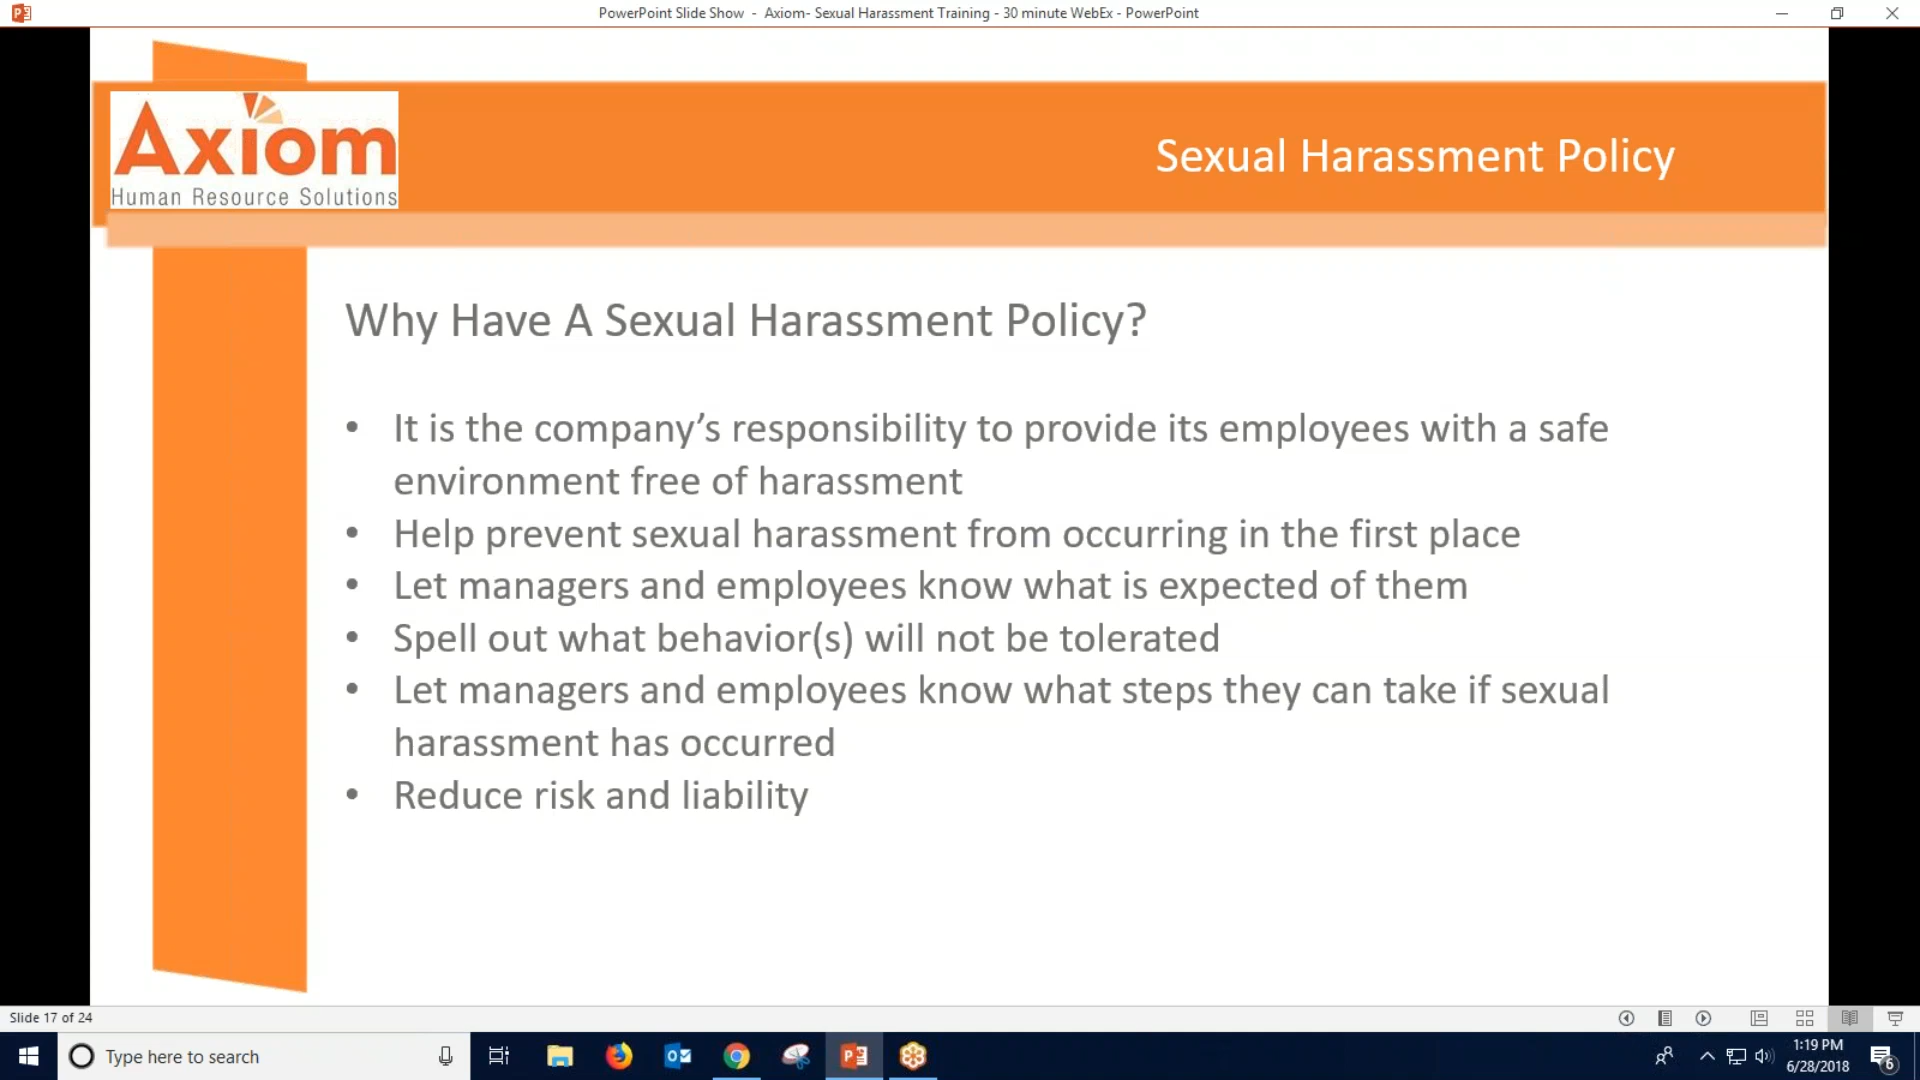 PowerPoint Slide Show - Axiom- Sexual Harassment Training - 30 minute WebEx - PowerPoint
Axiom
Human Resource Solutions
Sexual Harassment Policy
Why Have A Sexual Harassment Policy?
• It is the company’s responsibility to provide its employees with a safe
environment free of harassment
• Help prevent sexual harassment from occurring in the first place
• Let managers and employees know what is expected of them
• Spell out what behavior(s) will not be tolerated
• Let managers and employees know what steps they can take if sexual
harassment has occurred
• Reduce risk and liability
Slide 17 of 24
Type here to search
1:19 PM
6/28/2018
6